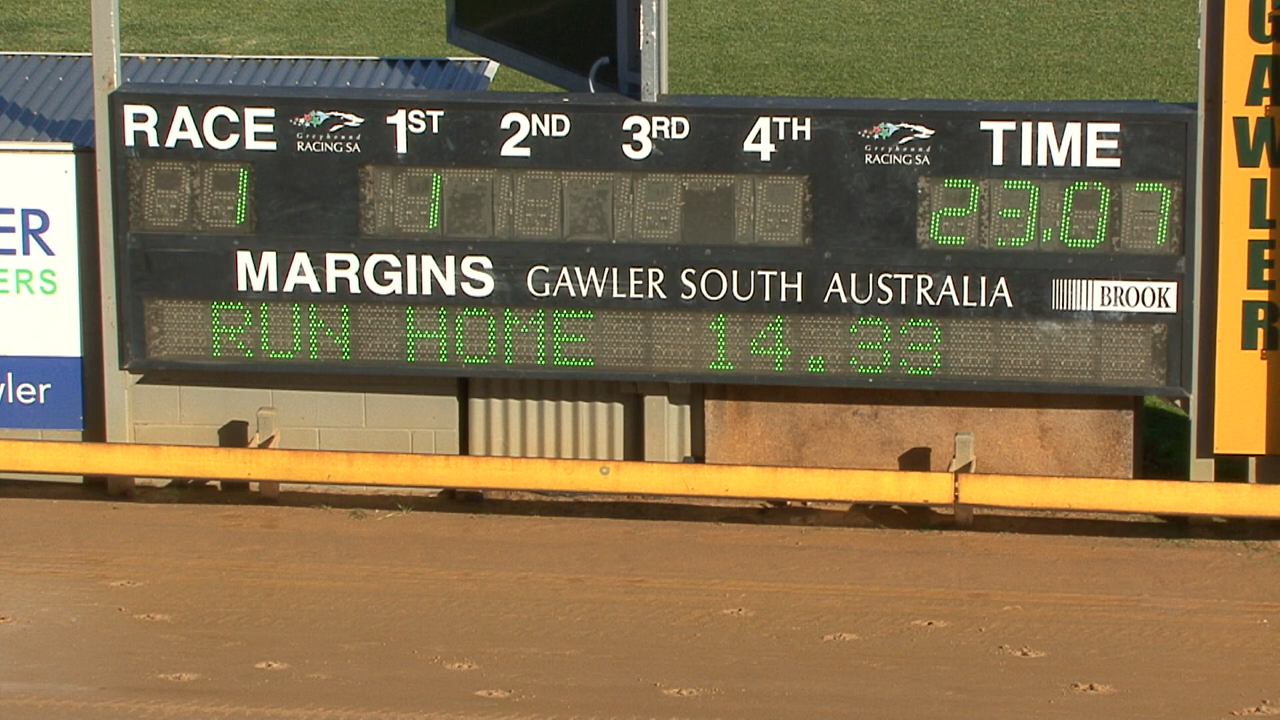 RACE Greyhound RACING SA 1ST 2ND 3RD 4TH Greyhound RACING SA TIME
1 1 23.07
MARGINS GAWLER SOUTH AUSTRALIA BROOK
RUN HOME 14.33
ER
ERS
ler
GAWLER